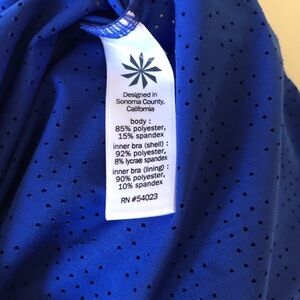 Designed in
Sonoma County,
California
body :
85% polyester,
15% spandex
inner bra (shell) :
92% polyester,
8% lycra® spandex
inner bra (lining) :
90% polyester,
10% spandex
RN #54023